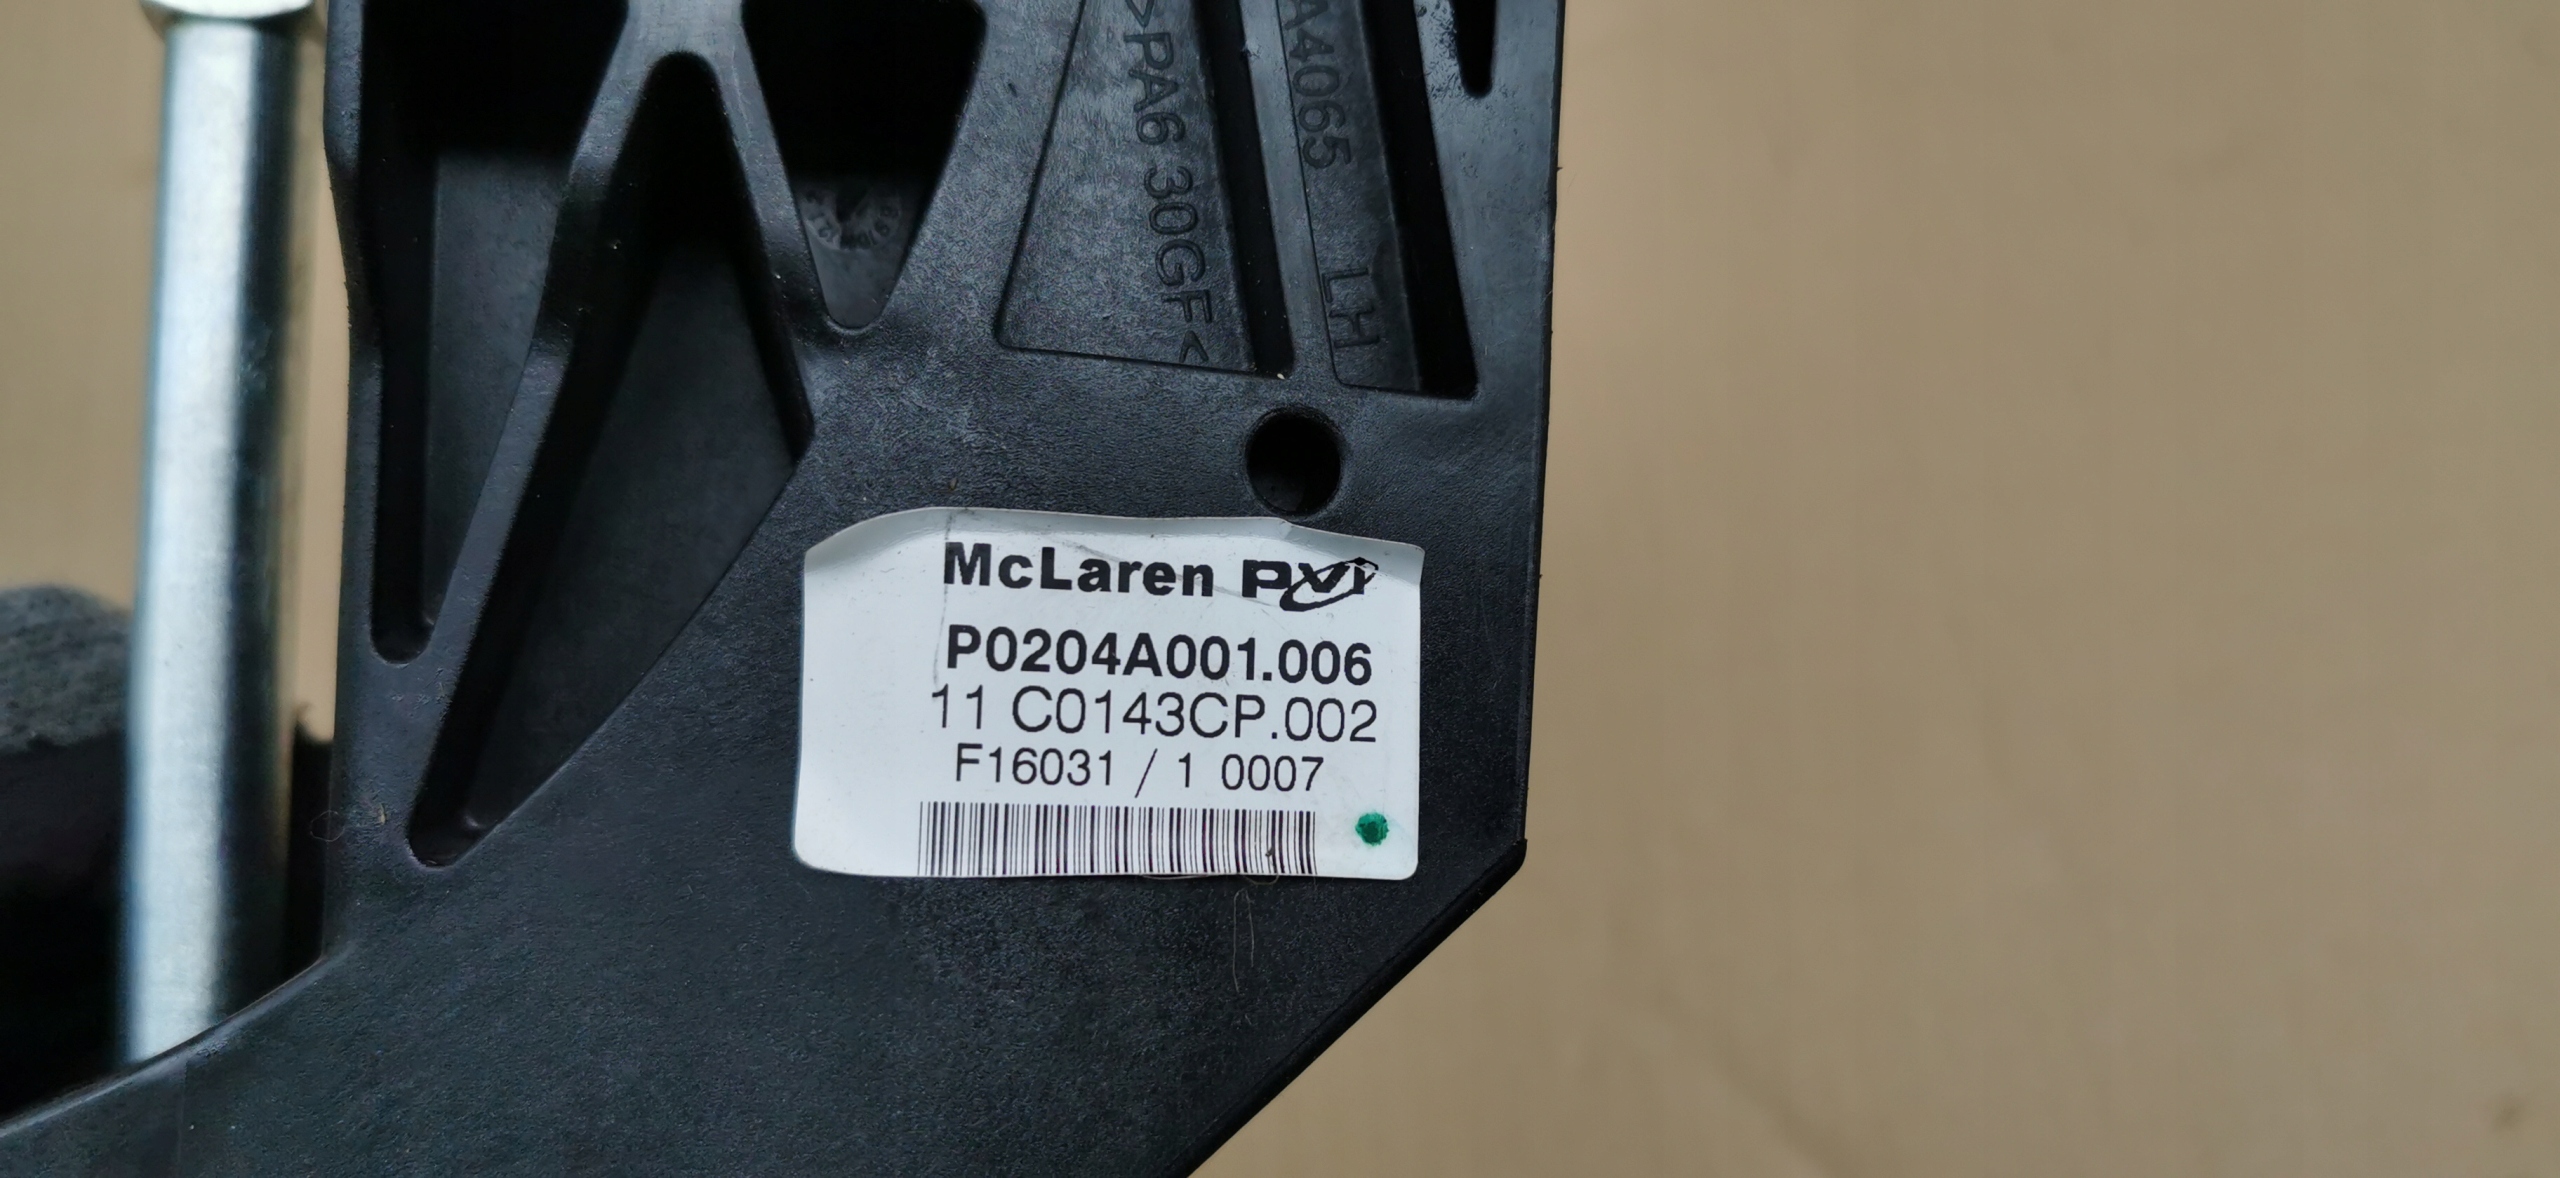 >PA6 30GF<
A4065 LH
McLaren pvi
P0204A001.006
11 C0143CP.002
F16031 / 1 0007